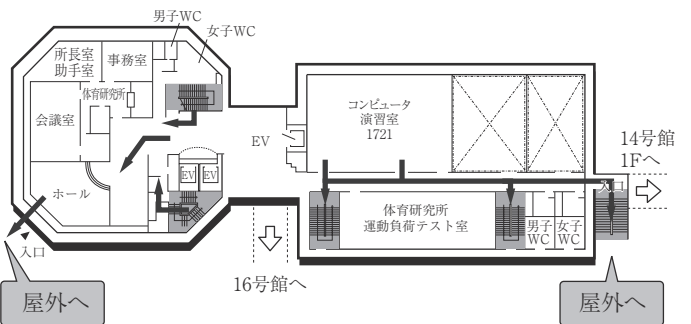 男子WC
女子WC
所長室
助手室
事務室
体育研究所
会議室
ホール
EV
EV
EV
入口
コンピュータ
演習室
1721
14号館
1Fへ
入口
体育研究所
運動負荷テスト室
男子
WC
女子
WC
16号館へ
屋外へ
屋外へ